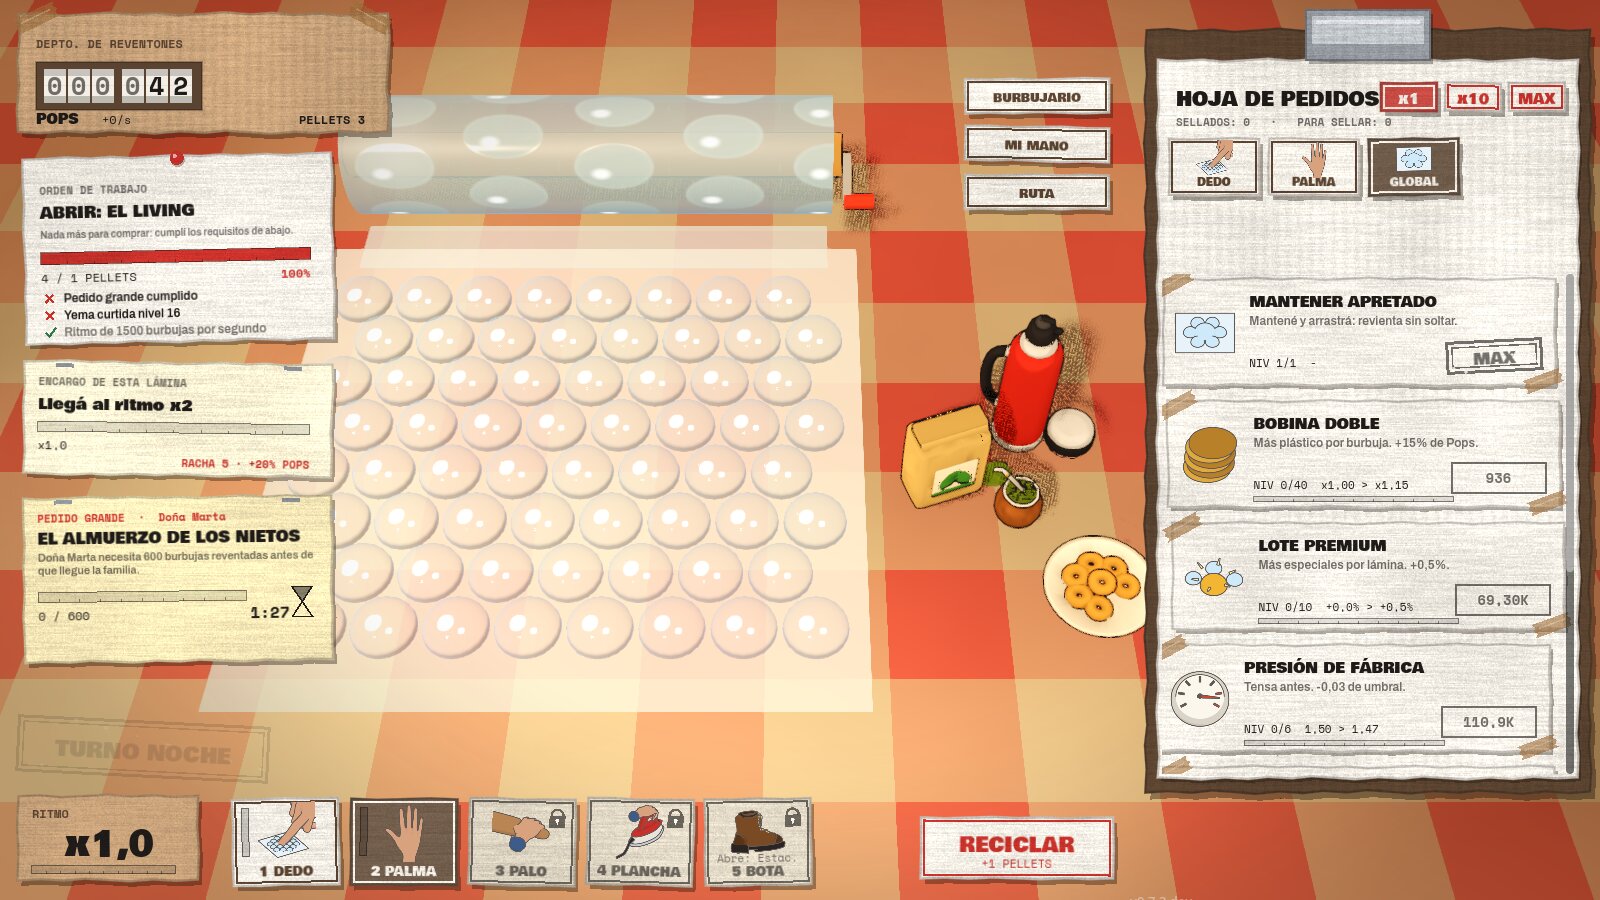 DEPTO. DE REVENTONES
000 042
POPS +0/s PELLETS 3
ORDEN DE TRABAJO
ABRIR: EL LIVING
Nada más para comprar: cumplí los requisitos de abajo.
4 / 1 PELLETS 100%
Pedido grande cumplido
Yema curtida nivel 16
Ritmo de 1500 burbujas por segundo
ENCARGO DE ESTA LÁMINA
Llegá al ritmo x2
x1,0
RACHA 5 · +20% POPS
PEDIDO GRANDE · Doña Marta
EL ALMUERZO DE LOS NIETOS
Doña Marta necesita 600 burbujas reventadas antes de
que llegue la familia.
0 / 600 1:27
TURNO NOCHE
RITMO
x1,0
1 DEDO
2 PALMA
3 PALO
4 PLANCHA
Abre: Estac.
5 BOTA
RECICLAR
+1 PELLETS
BURBUJARIO
MI MANO
RUTA
HOJA DE PEDIDOS x1 x10 MAX
SELLADOS: 0 · PARA SELLAR: 0
DEDO PALMA GLOBAL
MANTENER APRETADO
Mantené y arrastrá: revienta sin soltar.
NIV 1/1 - MAX
BOBINA DOBLE
Más plástico por burbuja. +15% de Pops.
NIV 0/40 x1,00 > x1,15 936
LOTE PREMIUM
Más especiales por lámina. +0,5%.
NIV 0/10 +0,0% > +0,5% 69,30K
PRESIÓN DE FÁBRICA
Tensa antes. -0,03 de umbral.
NIV 0/6 1,50 > 1,47 110,9K